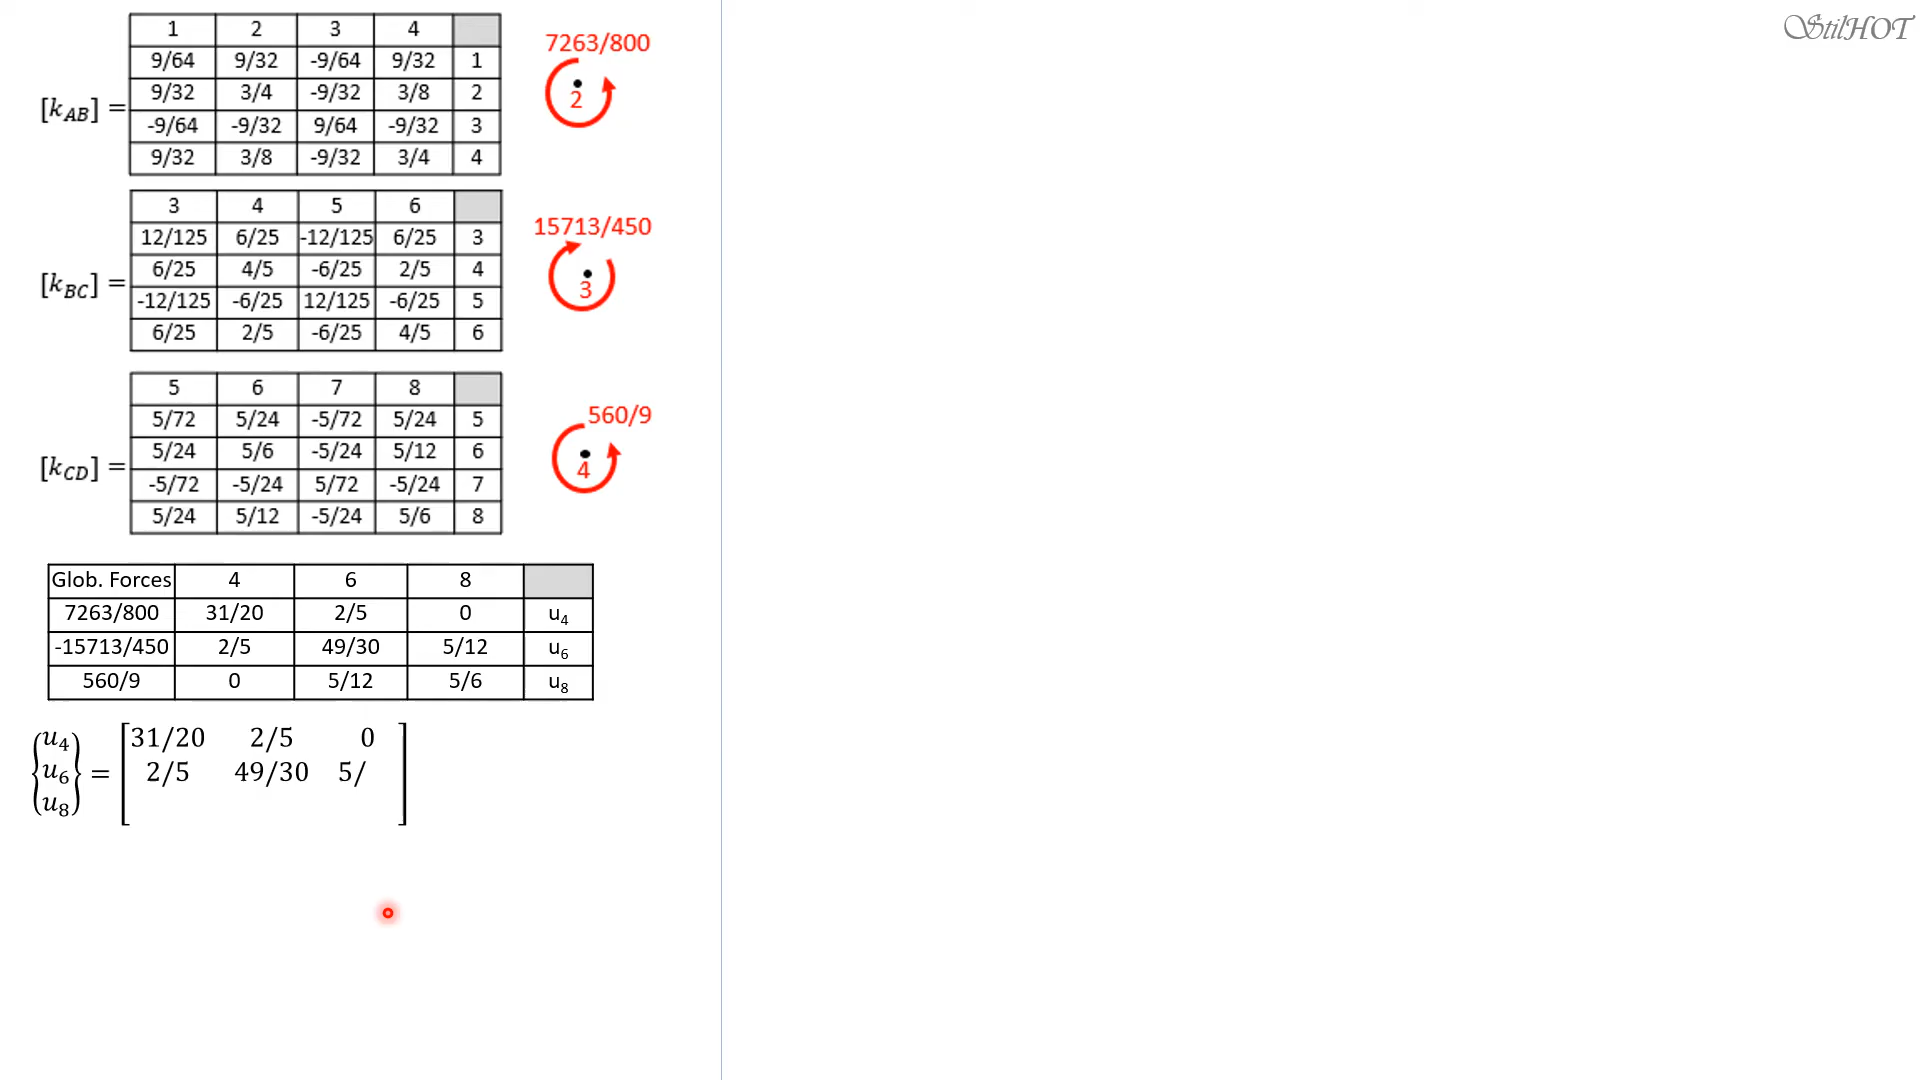 StilHOT
1 2 3 4
9/64 9/32 -9/64 9/32 1
9/32 3/4 -9/32 3/8 2
-9/64 -9/32 9/64 -9/32 3
9/32 3/8 -9/32 3/4 4
[k_AB] =
7263/800
2
3 4 5 6
12/125 6/25 -12/125 6/25 3
6/25 4/5 -6/25 2/5 4
-12/125 -6/25 12/125 -6/25 5
6/25 2/5 -6/25 4/5 6
[k_BC] =
15713/450
3
5 6 7 8
5/72 5/24 -5/72 5/24 5
5/24 5/6 -5/24 5/12 6
-5/72 -5/24 5/72 -5/24 7
5/24 5/12 -5/24 5/6 8
[k_CD] =
560/9
4
Glob. Forces 4 6 8
7263/800 31/20 2/5 0 u4
-15713/450 2/5 49/30 5/12 u6
560/9 0 5/12 5/6 u8
u4 31/20 2/5 0
u6 = 2/5 49/30 5/
u8